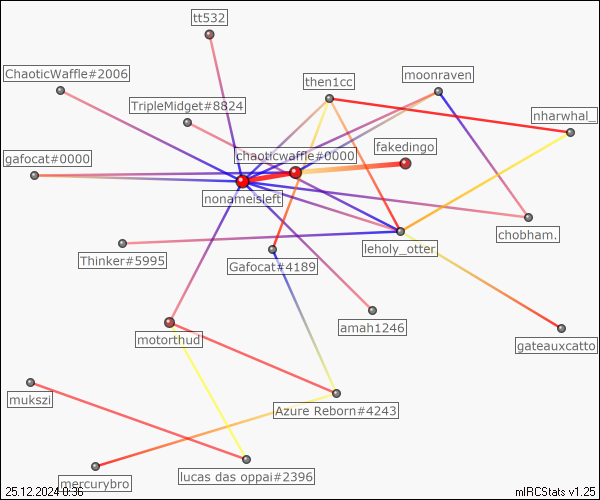 tt532
ChaoticWaffle#2006
then1cc
moonraven
TripleMidget#8824
nharwhal_
fakedingo
chaoticwaffle#0000
gafocat#0000
nonameisleft
chobham.
leholy_otter
Thinker#5995
Gafocat#4189
amah1246
motorthud
gateauxcatto
mukszi
Azure Reborn#4243
lucas das oppai#2396
mercurybro
25.12.2024 0:36
mIRCStats v1.25